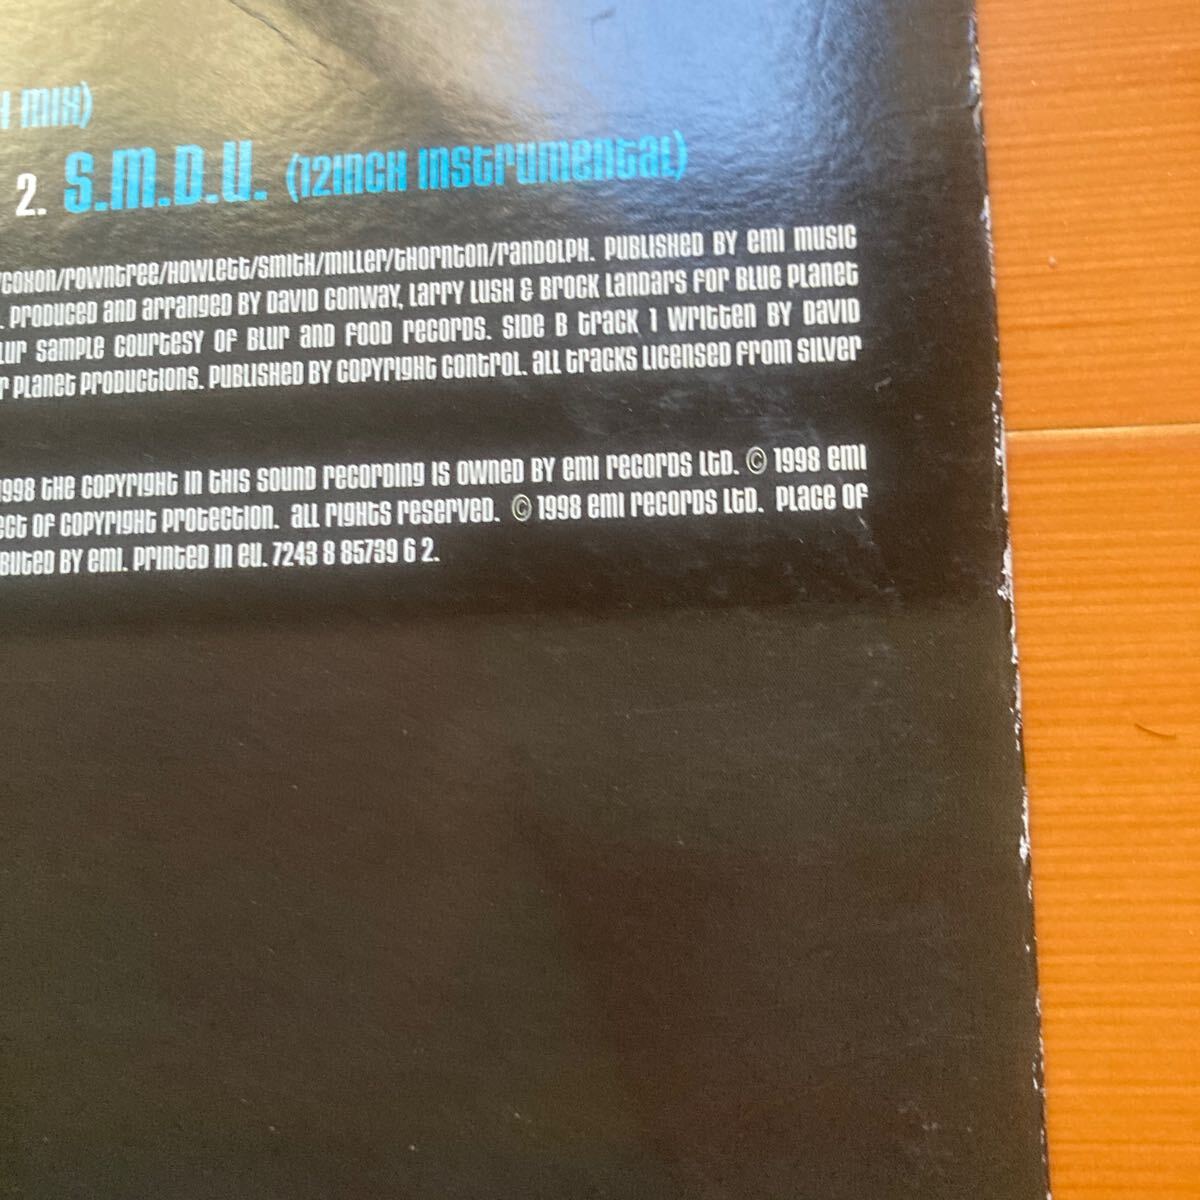 MIX)
2. S.M.D.U. (12INCH INSTRUMENTAL)
/COXON/ROWNTREE/HOWLETT/SMITH/MILLER/THORNTON/RANDOLPH. PUBLISHED BY EMI MUSIC
. PRODUCED AND ARRANGED BY DAVID CONWAY, LARRY LUSH & BROCK LANDARS FOR BLUE PLANET
LUR SAMPLE COURTESY OF BLUR AND FOOD RECORDS. SIDE B TRACK 1 WRITTEN BY DAVID
R PLANET PRODUCTIONS. PUBLISHED BY COPYRIGHT CONTROL. ALL TRACKS LICENSED FROM SILVER
1998 THE COPYRIGHT IN THIS SOUND RECORDING IS OWNED BY EMI RECORDS LTD. © 1998 EMI
ECT OF COPYRIGHT PROTECTION. ALL RIGHTS RESERVED. © 1998 EMI RECORDS LTD. PLACE OF
BUTED BY EMI. PRINTED IN EU. 7243 8 85739 6 2.